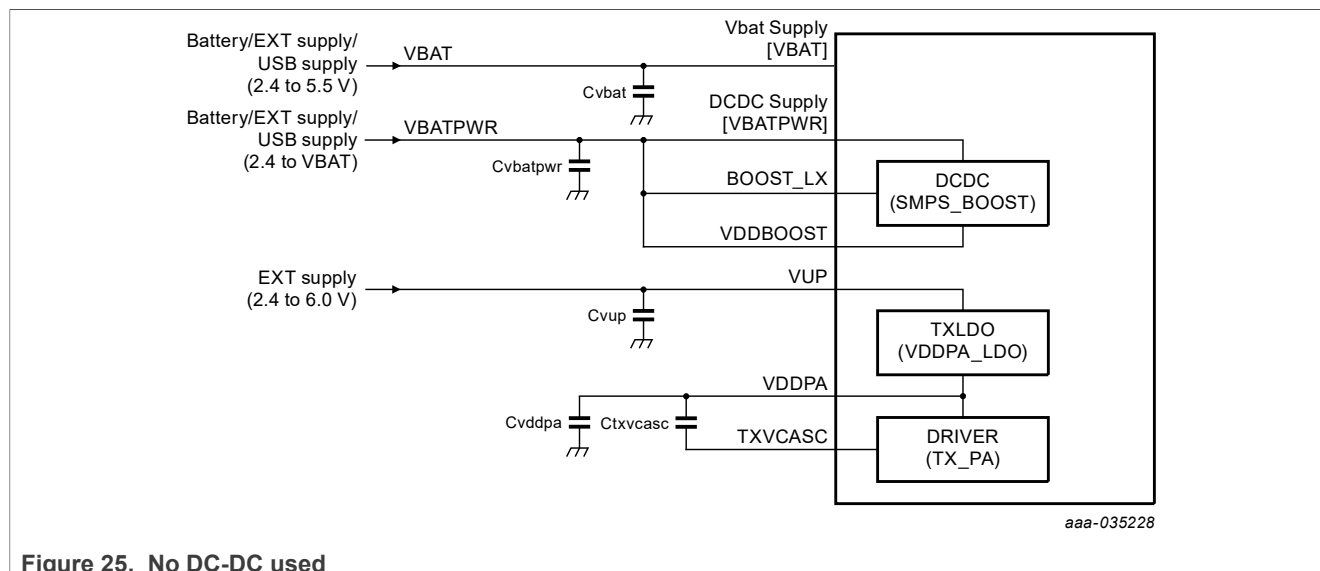 Battery/EXT supply/
USB supply
(2.4 to 5.5 V)
VBAT
Vbat Supply
[VBAT]
Cvbat
Battery/EXT supply/
USB supply
(2.4 to VBAT)
VBATPWR
DCDC Supply
[VBATPWR]
Cvbatpwr
BOOST_LX
DCDC
(SMPS_BOOST)
VDDBOOST
EXT supply
(2.4 to 6.0 V)
VUP
Cvup
TXLDO
(VDDPA_LDO)
VDDPA
Cvddpa
Ctxvcasc
TXVCASC
DRIVER
(TX_PA)
aaa-035228
Figure 25. No DC-DC used